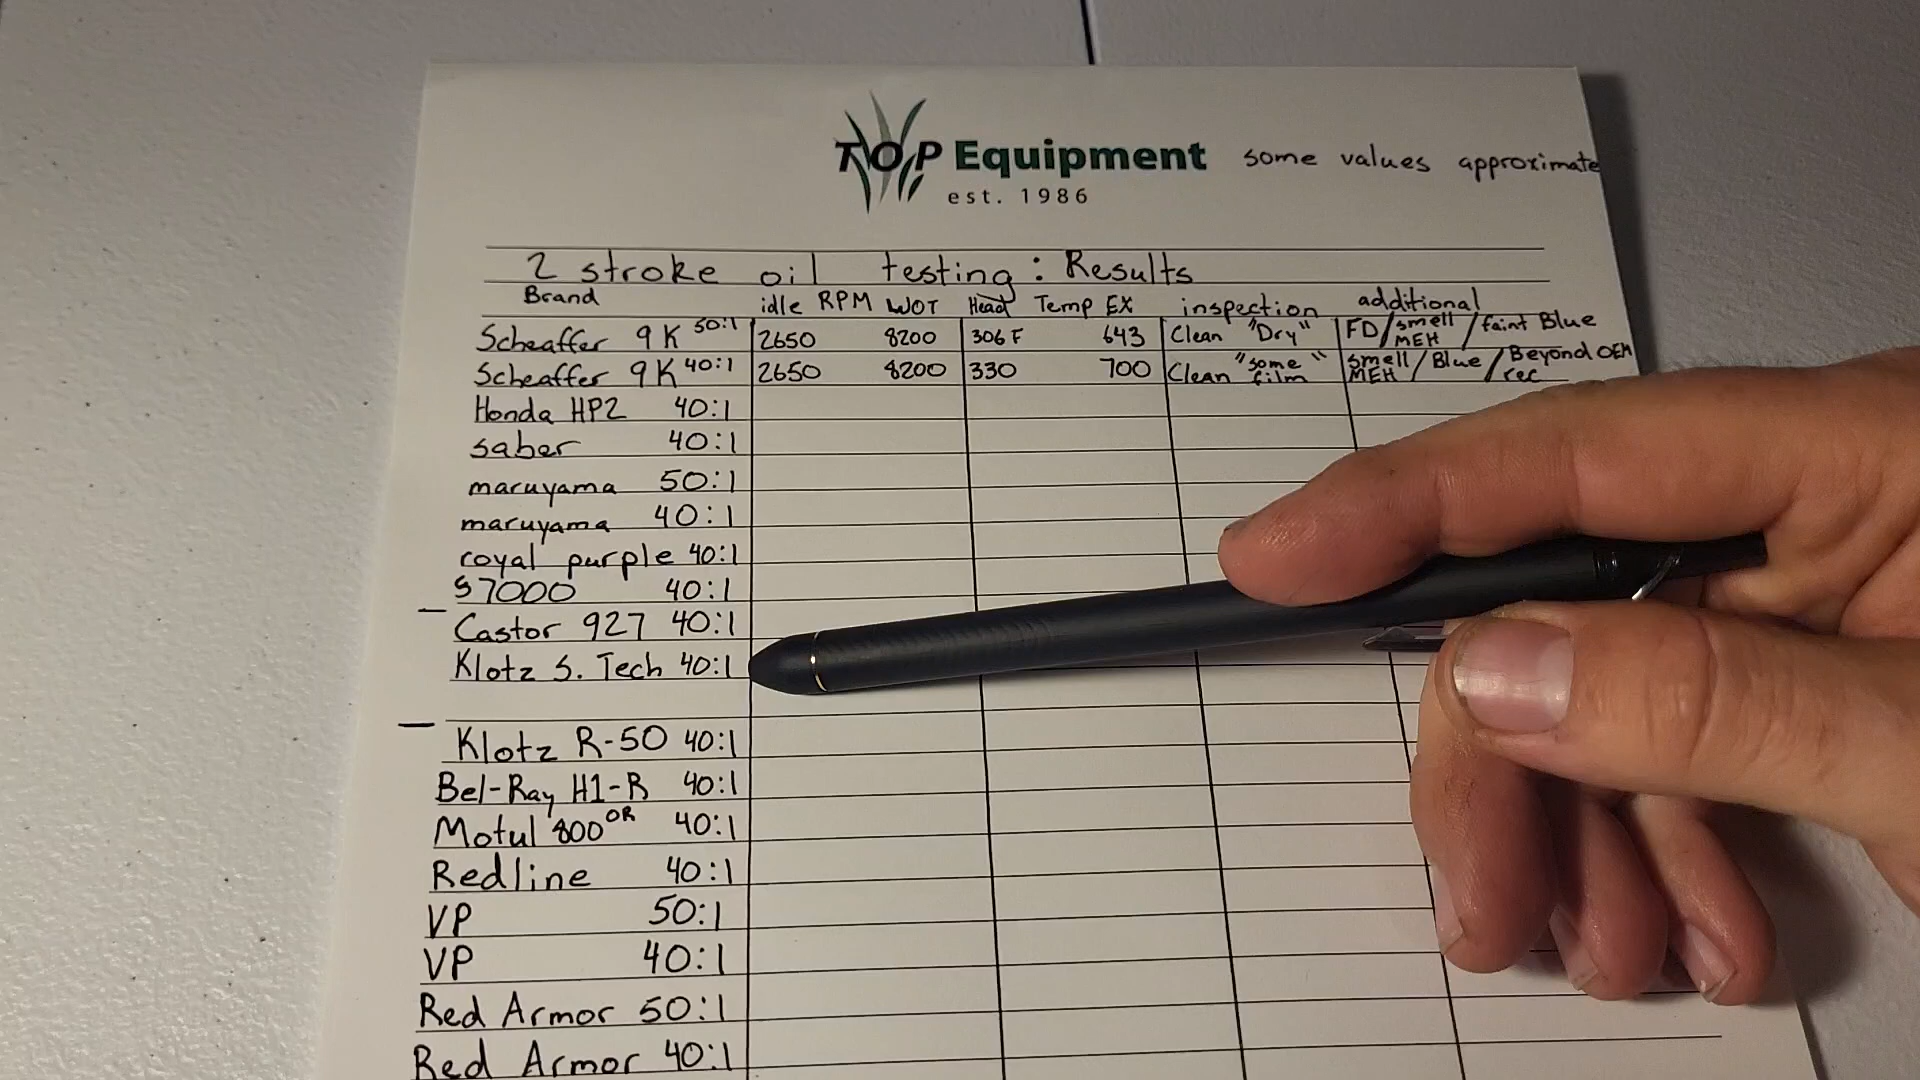 TOP Equipment some values approximate
est. 1986
2 stroke oil testing: Results
Brand idle RPM WOT Head Temp EX inspection additional
Scheaffer 9K 50:1 2650 8200 306 F 643 Clean "Dry" FD/smell MEH/faint Blue
Scheaffer 9K 40:1 2650 8200 330 700 Clean "some film" smell MEH/Blue/Beyond OEM rec
Honda HP2 40:1
saber 40:1
maruyama 50:1
maruyama 40:1
royal purple 40:1
S7000 40:1
Castor 927 40:1
Klotz S. Tech 40:1
Klotz R-50 40:1
Bel-Ray H1-R 40:1
Motul 800 OR 40:1
Redline 40:1
VP 50:1
VP 40:1
Red Armor 50:1
Red Armor 40:1